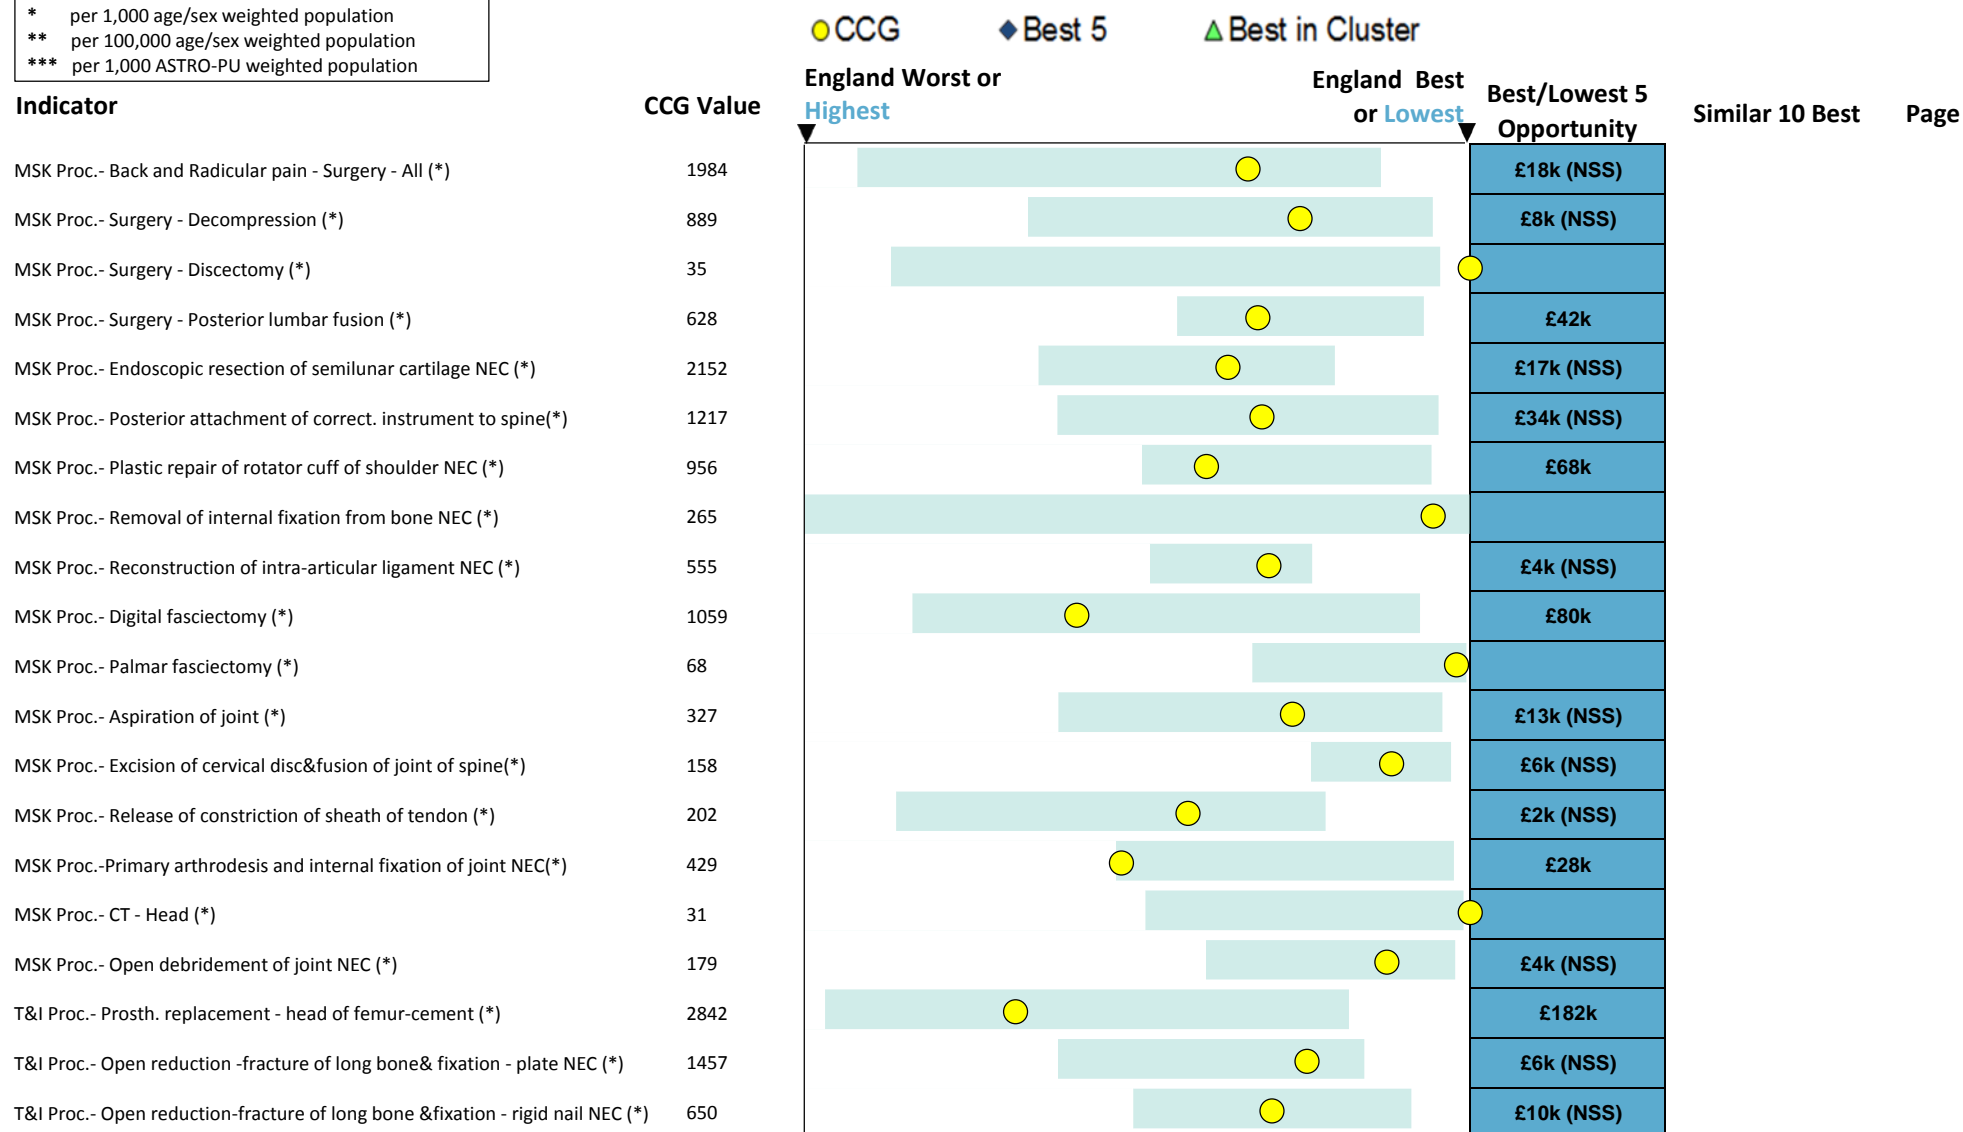 * per 1,000 age/sex weighted population
** per 100,000 age/sex weighted population
*** per 1,000 ASTRO-PU weighted population
CCG Best 5 Best in Cluster
England Worst or Highest
England Best or Lowest
Indicator CCG Value Best/Lowest 5 Opportunity Similar 10 Best Page
MSK Proc.- Back and Radicular pain - Surgery - All (*) 1984 £18k (NSS)
MSK Proc.- Surgery - Decompression (*) 889 £8k (NSS)
MSK Proc.- Surgery - Discectomy (*) 35
MSK Proc.- Surgery - Posterior lumbar fusion (*) 628 £42k
MSK Proc.- Endoscopic resection of semilunar cartilage NEC (*) 2152 £17k (NSS)
MSK Proc.- Posterior attachment of correct. instrument to spine(*) 1217 £34k (NSS)
MSK Proc.- Plastic repair of rotator cuff of shoulder NEC (*) 956 £68k
MSK Proc.- Removal of internal fixation from bone NEC (*) 265
MSK Proc.- Reconstruction of intra-articular ligament NEC (*) 555 £4k (NSS)
MSK Proc.- Digital fasciectomy (*) 1059 £80k
MSK Proc.- Palmar fasciectomy (*) 68
MSK Proc.- Aspiration of joint (*) 327 £13k (NSS)
MSK Proc.- Excision of cervical disc&fusion of joint of spine(*) 158 £6k (NSS)
MSK Proc.- Release of constriction of sheath of tendon (*) 202 £2k (NSS)
MSK Proc.-Primary arthrodesis and internal fixation of joint NEC(*) 429 £28k
MSK Proc.- CT - Head (*) 31
MSK Proc.- Open debridement of joint NEC (*) 179 £4k (NSS)
T&I Proc.- Prosth. replacement - head of femur-cement (*) 2842 £182k
T&I Proc.- Open reduction -fracture of long bone& fixation - plate NEC (*) 1457 £6k (NSS)
T&I Proc.- Open reduction-fracture of long bone &fixation - rigid nail NEC (*) 650 £10k (NSS)